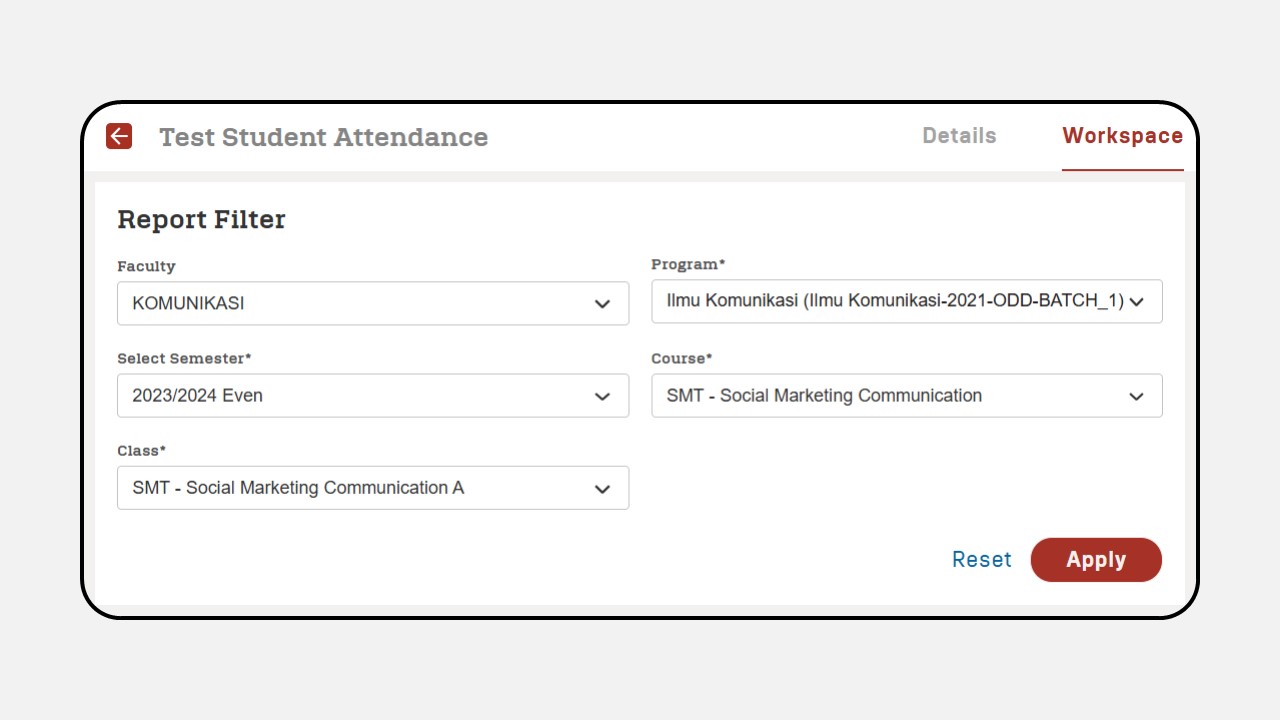 Test Student Attendance
Details
Workspace
Report Filter
Faculty
KOMUNIKASI
Program*
Ilmu Komunikasi (Ilmu Komunikasi-2021-ODD-BATCH_1)
Select Semester*
2023/2024 Even
Course*
SMT - Social Marketing Communication
Class*
SMT - Social Marketing Communication A
Reset
Apply